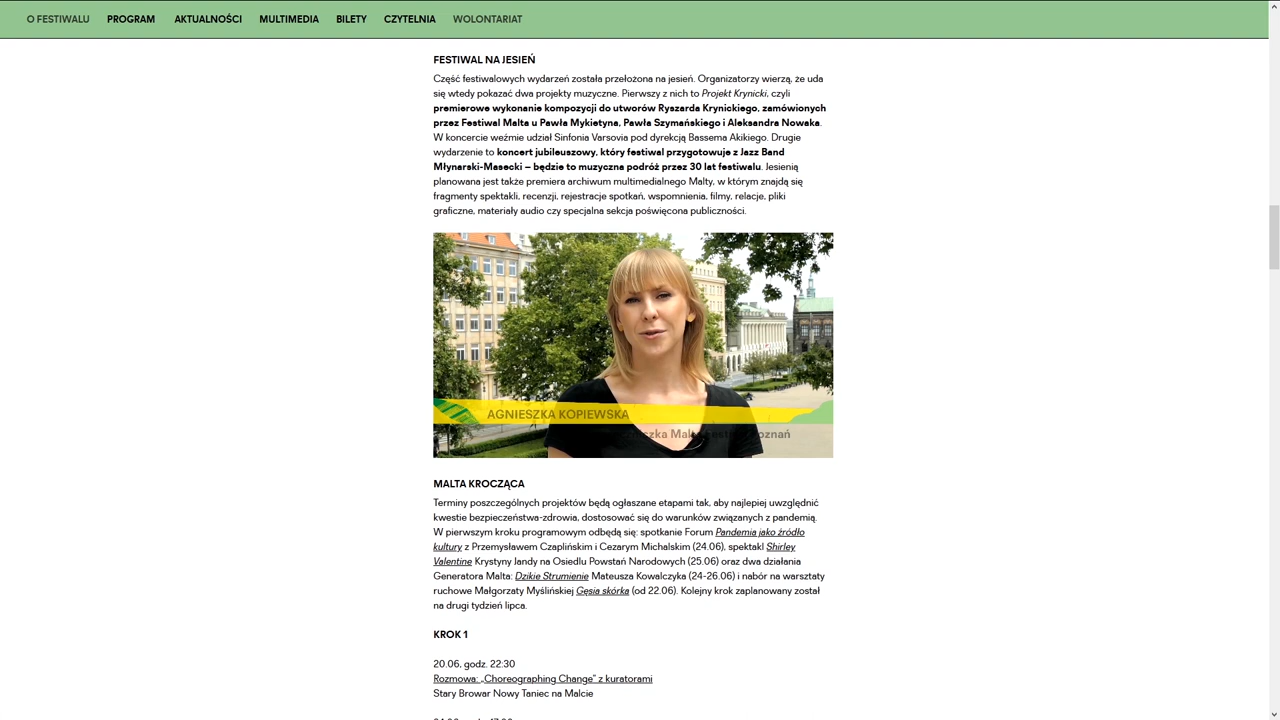 O FESTIWALU PROGRAM AKTUALNOŚCI MULTIMEDIA BILETY CZYTELNIA WOLONTARIAT
FESTIWAL NA JESIEŃ
Część festiwalowych wydarzeń została przełożona na jesień. Organizatorzy wierzą, że uda
się wtedy pokazać dwa projekty muzyczne. Pierwszy z nich to Projekt Krynicki, czyli
premierowe wykonanie kompozycji do utworów Ryszarda Krynickiego, zamówionych
przez Festiwal Malta u Pawła Mykietyna, Pawła Szymańskiego i Aleksandra Nowaka.
W koncercie weźmie udział Sinfonia Varsovia pod dyrekcją Bassema Akikiego. Drugie
wydarzenie to koncert jubileuszowy, który festiwal przygotowuje z Jazz Band
Młynarski-Masecki – będzie to muzyczna podróż przez 30 lat festiwalu. Jesienią
planowana jest także premiera archiwum multimedialnego Malty, w którym znajdą się
fragmenty spektakli, recenzji, rejestracje spotkań, wspomnienia, filmy, relacje, pliki
graficzne, materiały audio czy specjalna sekcja poświęcona publiczności.
AGNIESZKA KOPIEWSKA
MALTA KROCZĄCA
Terminy poszczególnych projektów będą ogłaszane etapami tak, aby najlepiej uwzględnić
kwestie bezpieczeństwa-zdrowia, dostosować się do warunków związanych z pandemią.
W pierwszym kroku programowym odbędą się: spotkanie Forum Pandemia jako źródło
kultury z Przemysławem Czaplińskim i Cezarym Michalskim (24.06), spektakl Shirley
Valentine Krystyny Jandy na Osiedlu Powstań Narodowych (25.06) oraz dwa działania
Generatora Malta: Dzikie Strumienie Mateusza Kowalczyka (24-26.06) i nabór na warsztaty
ruchowe Małgorzaty Myślińskiej Gęsia skórka (od 22.06). Kolejny krok zaplanowany został
na drugi tydzień lipca.
KROK 1
20.06, godz. 22:30
Rozmowa: „Choreographing Change" z kuratorami
Stary Browar Nowy Taniec na Malcie